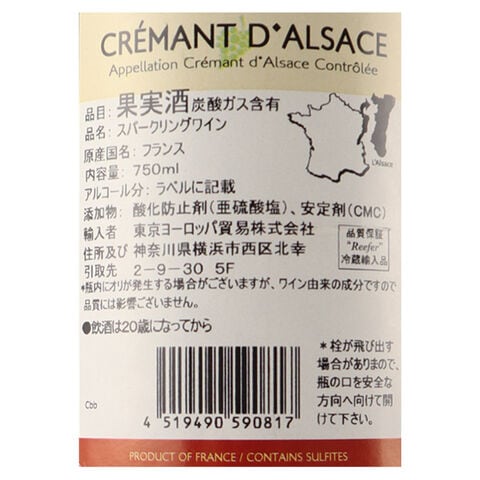 CRÉMANT D'ALSACE
Appellation Crémant d'Alsace Contrôlée
品目: 果実酒 炭酸ガス含有
品名: スパークリングワイン
原産国名: フランス
内容量: 750ml
アルコール分: ラベルに記載
L'Alsace
添加物: 酸化防止剤(亜硫酸塩)、安定剤(CMC)
輸入者 東京ヨーロッパ貿易株式会社
住所及び 神奈川県横浜市西区北幸
引取先 2-9-30 5F
品質保証
"Reefer"
冷蔵輸入品
*瓶内にオリが発生する場合がございますが、ワイン由来の成分ですので
品質には影響ございません。
●飲酒は20歳になってから
*栓が飛び出す
場合がありますので、
瓶の口を安全な
方向へ向けて開
けて下さい。
Cbb
4 519490 590817
PRODUCT OF FRANCE / CONTAINS SULFITES